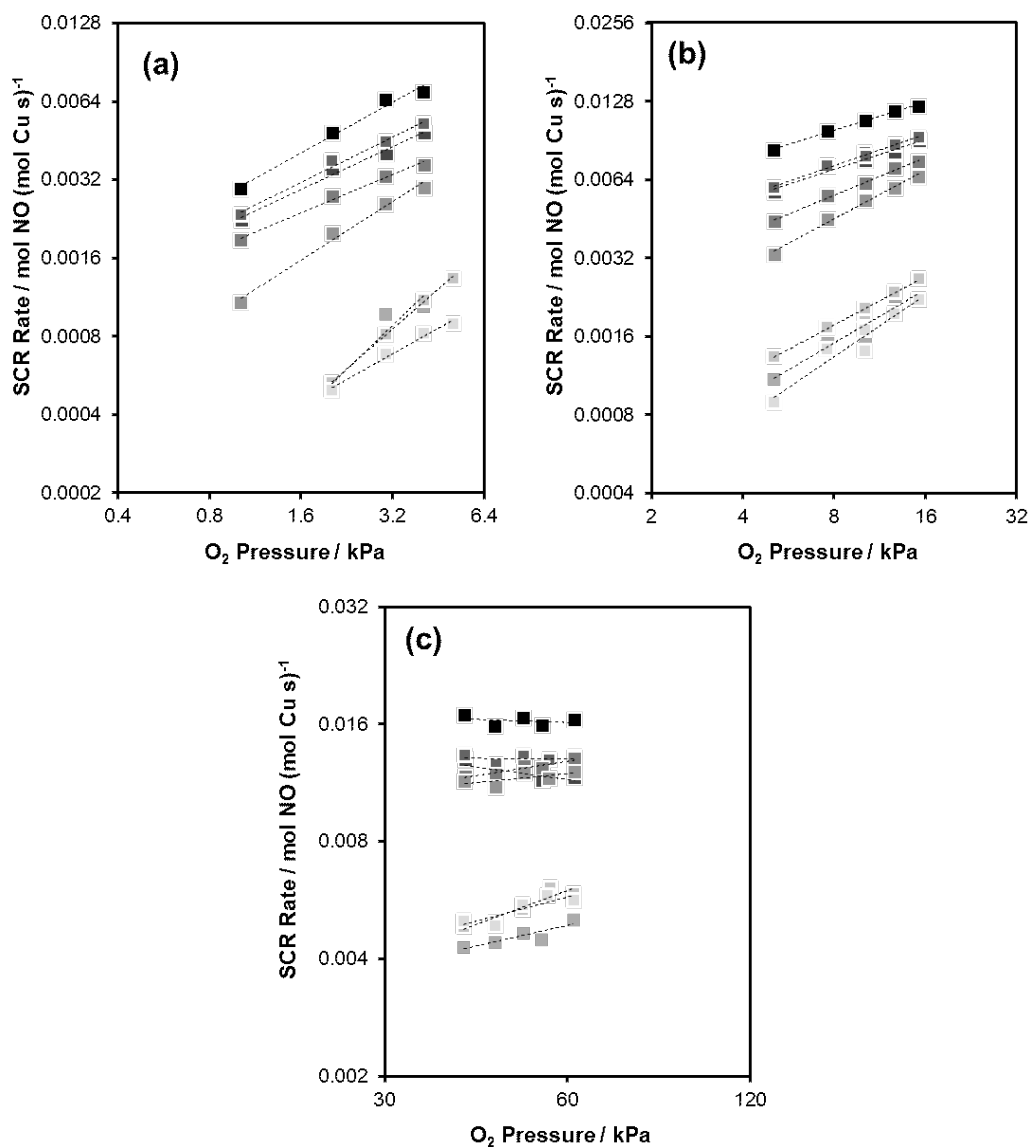 (a)
SCR Rate / mol NO (mol Cu s)-1
0.0128
0.0064
0.0032
0.0016
0.0008
0.0004
0.0002
0.4 0.8 1.6 3.2 6.4
O2 Pressure / kPa
(b)
SCR Rate / mol NO (mol Cu s)-1
0.0256
0.0128
0.0064
0.0032
0.0016
0.0008
0.0004
2 4 8 16 32
O2 Pressure / kPa
(c)
SCR Rate / mol NO (mol Cu s)-1
0.032
0.016
0.008
0.004
0.002
30 60 120
O2 Pressure / kPa